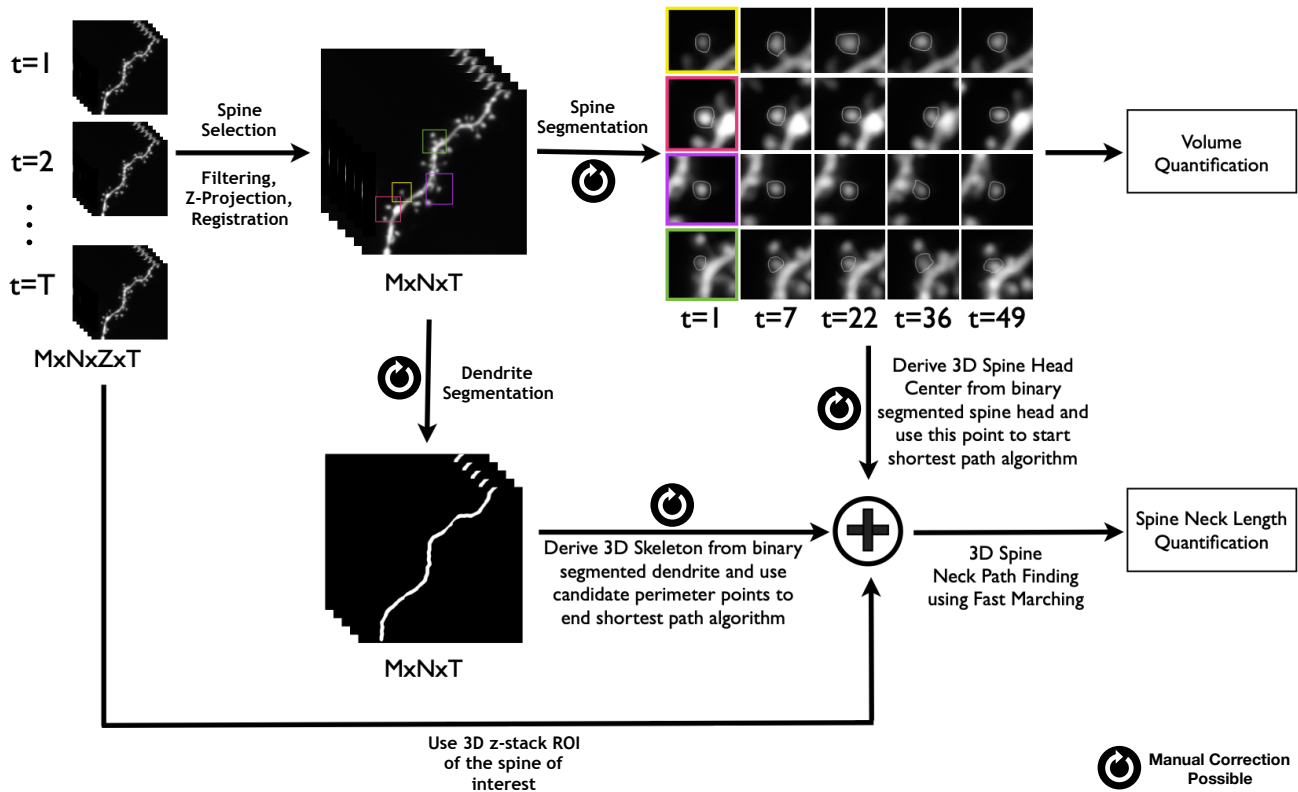 t=1
t=2
t=T
MxNxZxT
Spine
Selection
Filtering,
Z-Projection,
Registration
MxNxT
Spine
Segmentation
t=1
t=7
t=22
t=36
t=49
Volume
Quantification
Dendrite
Segmentation
Derive 3D Spine Head
Center from binary
segmented spine head and
use this point to start
shortest path algorithm
MxNxT
Derive 3D Skeleton from binary
segmented dendrite and use
candidate perimeter points to
end shortest path algorithm
3D Spine
Neck Path Finding
using Fast Marching
Spine Neck Length
Quantification
Use 3D z-stack ROI
of the spine of
interest
Manual Correction
Possible